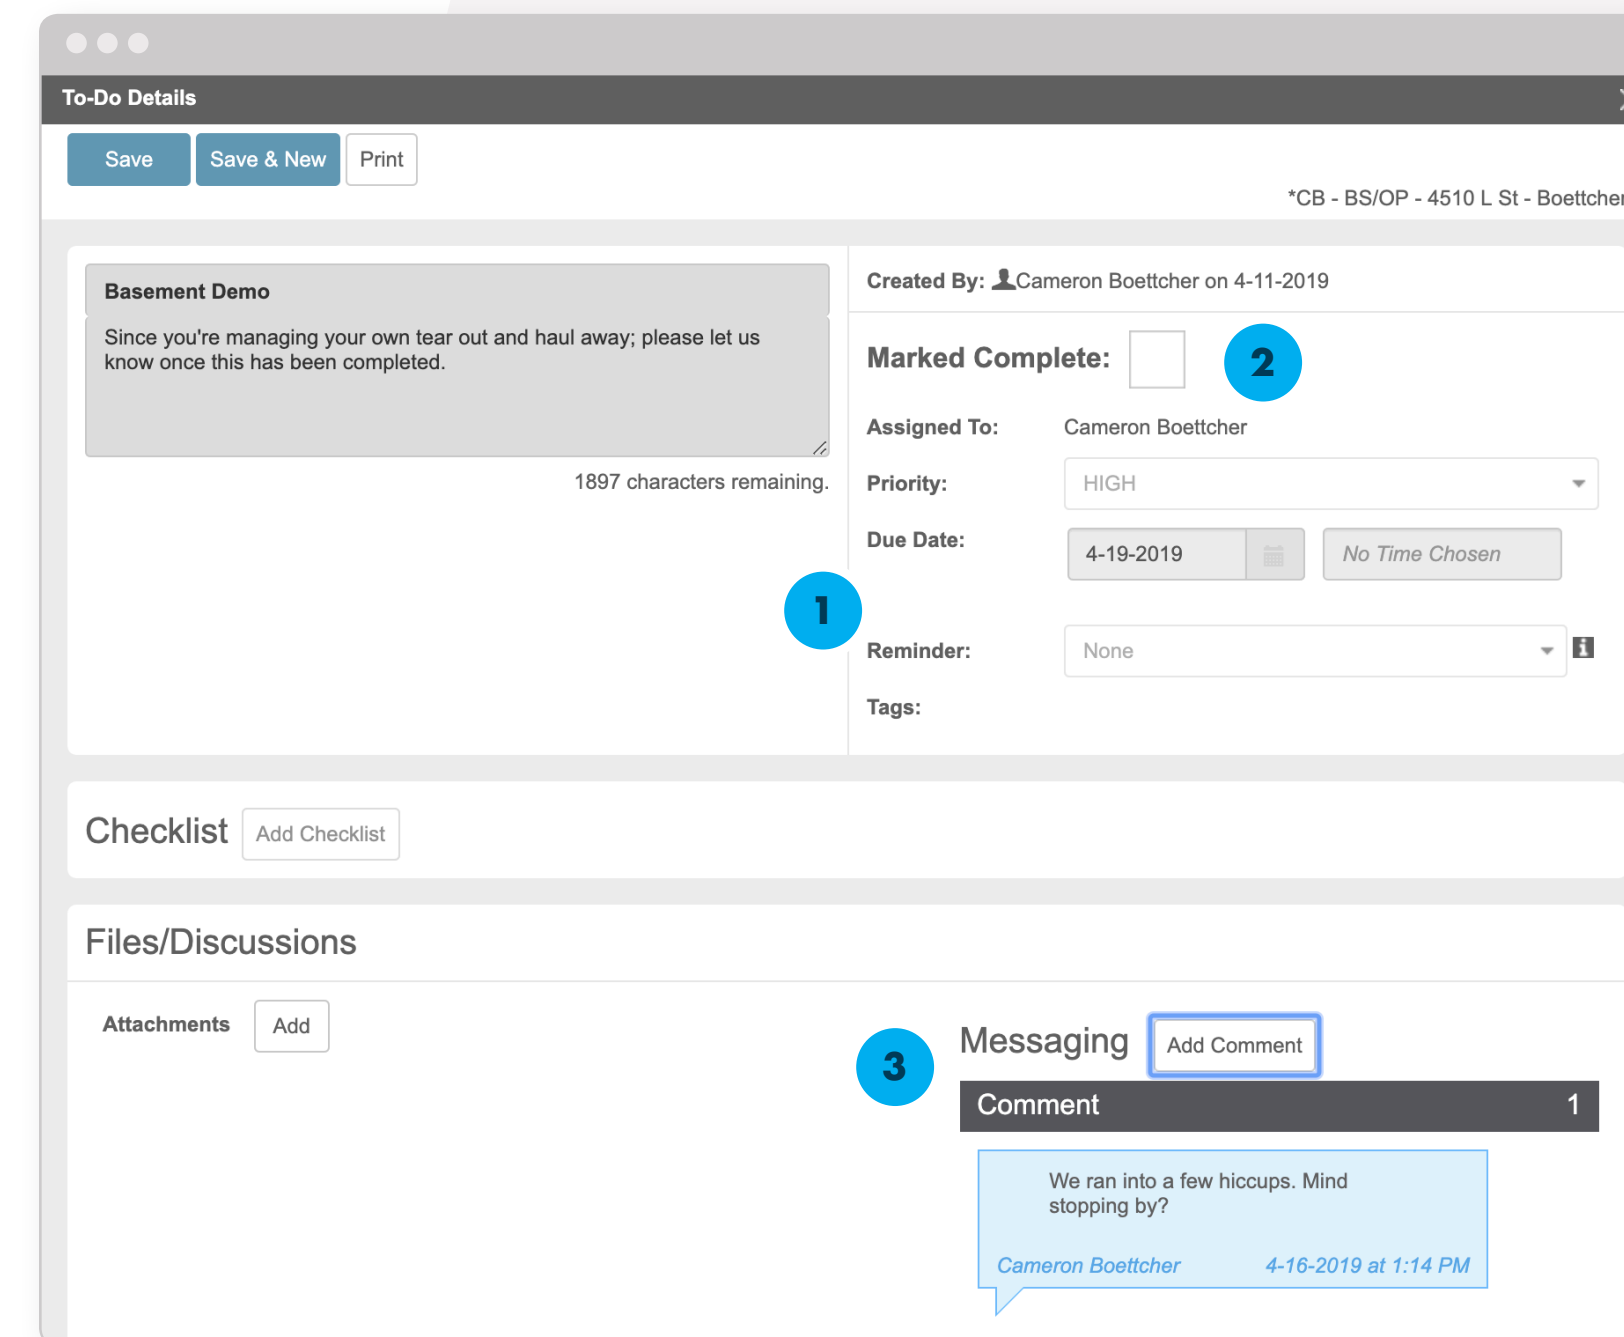 To-Do Details
Save
Save & New
Print
*CB - BS/OP - 4510 L St - Boettcher
Basement Demo
Since you're managing your own tear out and haul away; please let us
know once this has been completed.
1897 characters remaining.
Created By: Cameron Boettcher on 4-11-2019
Marked Complete:
2
Assigned To: Cameron Boettcher
Priority: HIGH
Due Date: 4-19-2019 No Time Chosen
1
Reminder: None
Tags:
Checklist Add Checklist
Files/Discussions
Attachments Add
3
Messaging Add Comment
Comment 1
We ran into a few hiccups. Mind
stopping by?
Cameron Boettcher 4-16-2019 at 1:14 PM